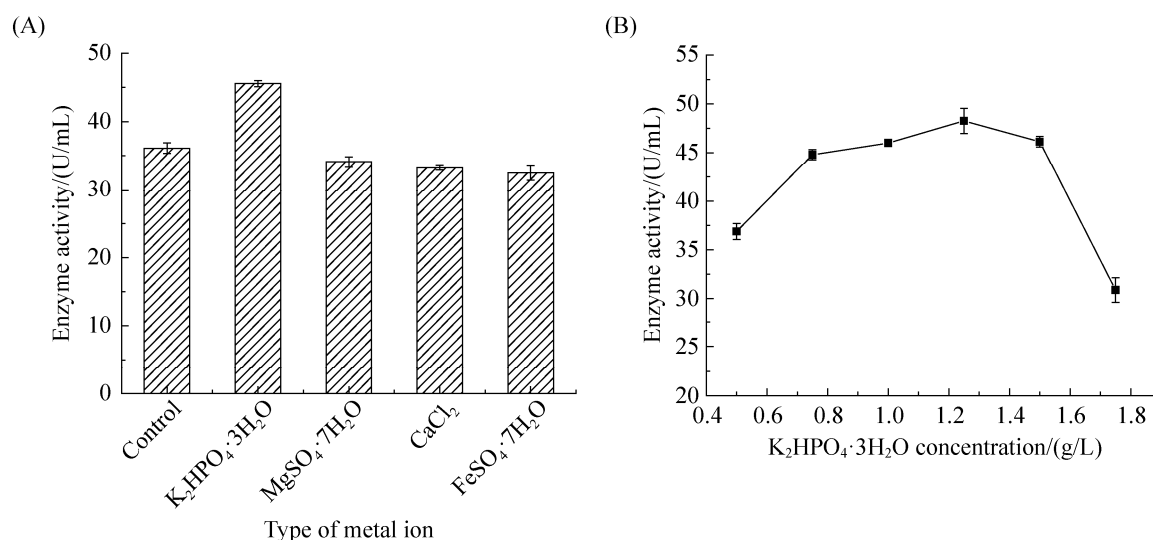 (A)
50
40
30
20
10
0
Enzyme activity/(U/mL)
Control
K₂HPO₄·3H₂O
MgSO₄·7H₂O
CaCl₂
FeSO₄·7H₂O
Type of metal ion
(B)
55
50
45
40
35
30
25
20
Enzyme activity/(U/mL)
0.4 0.6 0.8 1.0 1.2 1.4 1.6 1.8
K₂HPO₄·3H₂O concentration/(g/L)